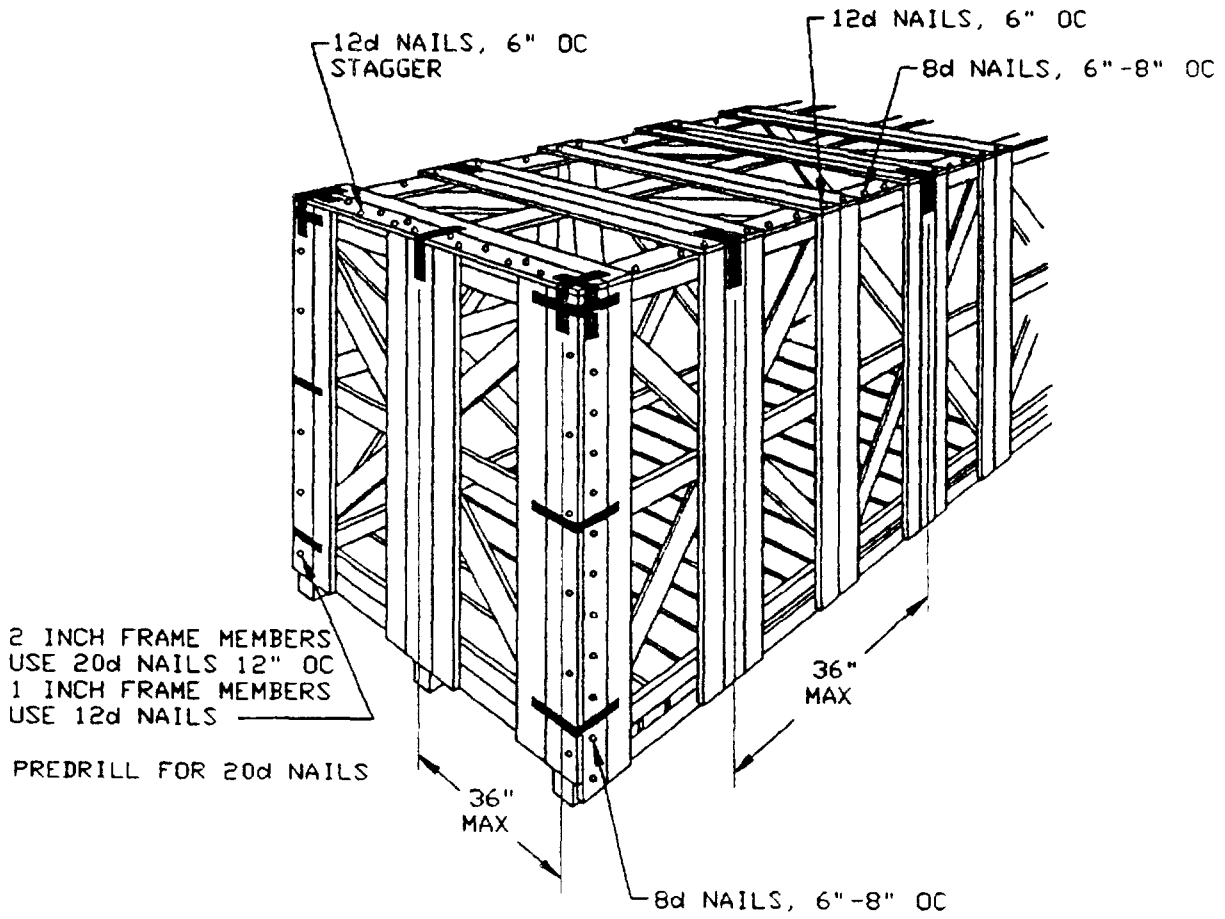 12d NAILS, 6" OC
STAGGER
12d NAILS, 6" OC
8d NAILS, 6"-8" OC
2 INCH FRAME MEMBERS
USE 20d NAILS 12" OC
1 INCH FRAME MEMBERS
USE 12d NAILS
PREDRILL FOR 20d NAILS
36"
MAX
36"
MAX
8d NAILS, 6"-8" OC